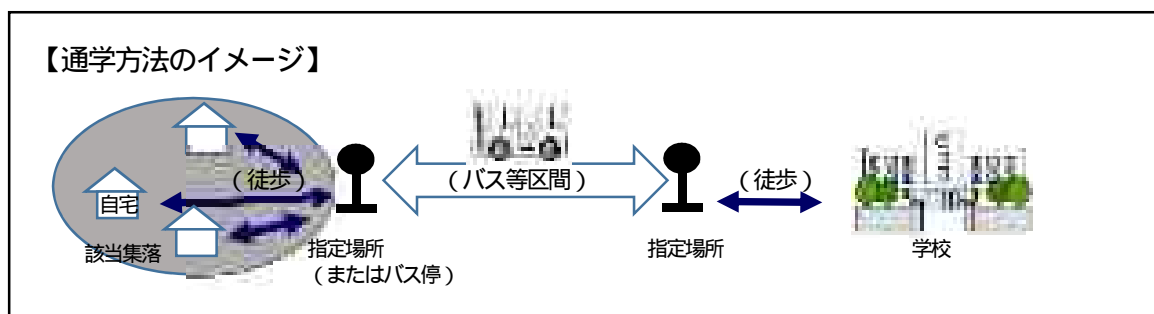 【通学方法のイメージ】
（徒歩）
（バス等区間）
（徒歩）
自宅
該当集落
指定場所
（またはバス停）
指定場所
学校